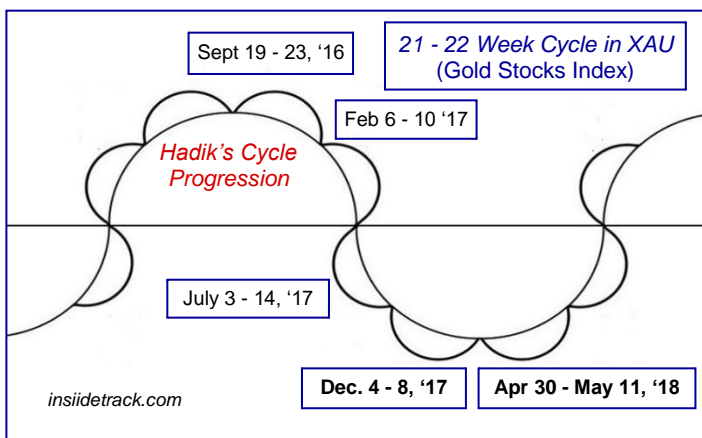 Sept 19 - 23, ‘16
21 - 22 Week Cycle in XAU
(Gold Stocks Index)
Feb 6 - 10 ‘17
Hadik's Cycle
Progression
July 3 - 14, ‘17
Dec. 4 - 8, ‘17
Apr 30 - May 11, ‘18
insiidetrack.com